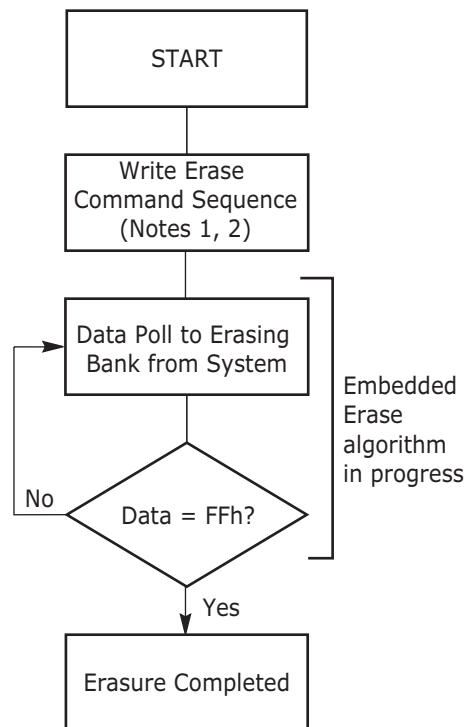 START
Write Erase
Command Sequence
(Notes 1, 2)
Data Poll to Erasing
Bank from System
Embedded
Erase
algorithm
in progress
No
Data = FFh?
Yes
Erasure Completed